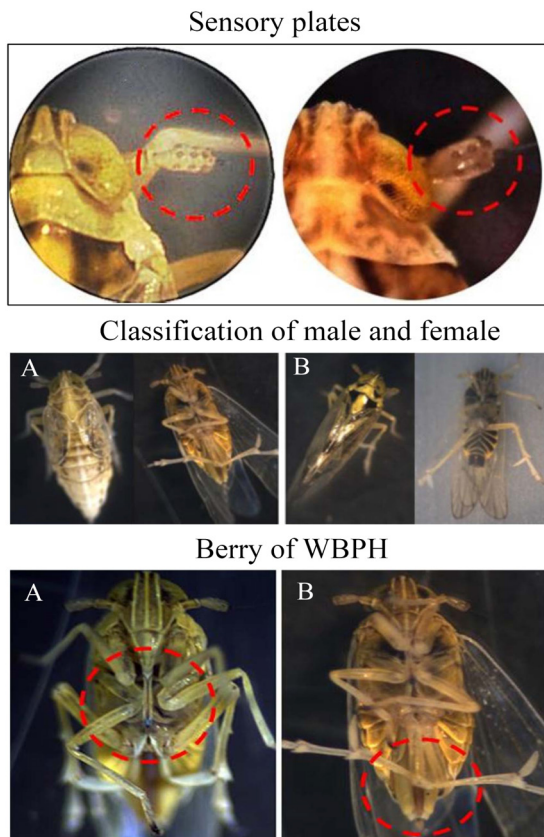 Sensory plates
Classification of male and female
A
B
Berry of WBPH
A
B